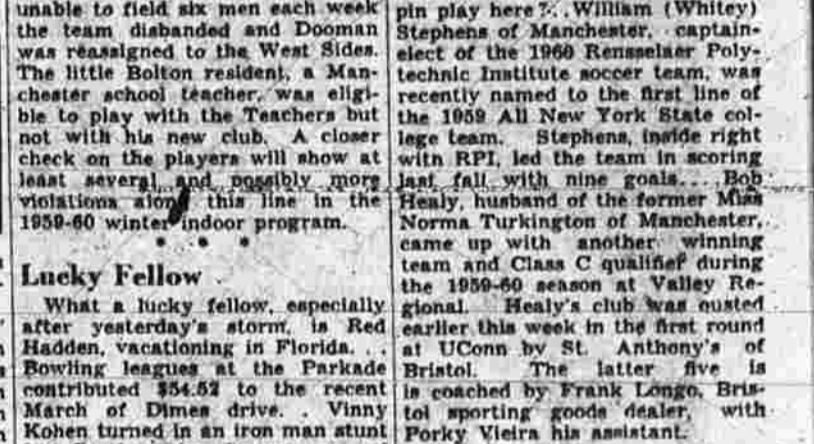 unable to field six men each week
the team disbanded and Dooman
was reassigned to the West Sides.
The little Bolton resident, a Man-
chester school teacher, was eligi-
ble to play with the Teachers but
not with his new club. A closer
check on the players will show at
least several and possibly more
violations along this line in the
1959-60 winter indoor program.
* * *
Lucky Fellow
What a lucky fellow, especially
after yesterday's storm, is Red
Hadden, vacationing in Florida. . .
Bowling leagues at the Parkade
contributed $54.52 to the recent
March of Dimes drive. . Vinny
Kohen turned in an iron man stunt
pin play here?. . William (Whitey)
Stephens of Manchester, captain-
elect of the 1960 Rensselaer Poly-
technic Institute soccer team, was
recently named to the first line of
the 1959 All New York State col-
lege team. Stephens, inside right
with RPI, led the team in scoring
last fall with nine goals. . . Bob
Healy, husband of the former Miss
Norma Turkington of Manchester,
came up with another winning
team and Class C qualifier during
the 1959-60 season at Valley Re-
gional. Healy's club was ousted
earlier this week in the first round
at UConn by St. Anthony's of
Bristol. The latter five is
is coached by Frank Longo, Bris-
tol sporting goods dealer, with
Porky Vieira his assistant.